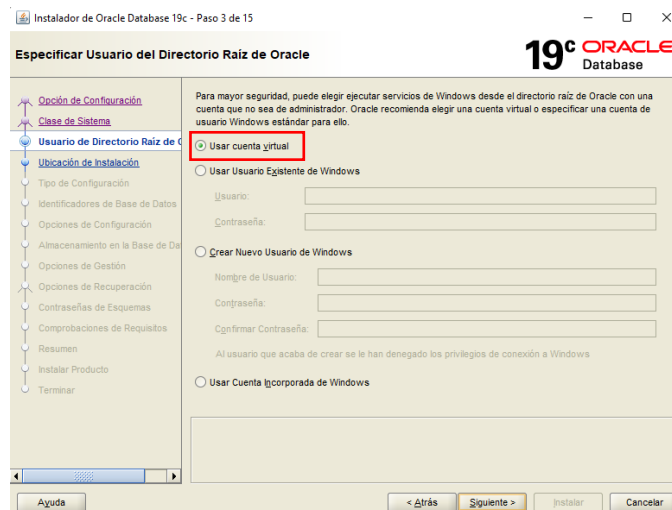 Instalador de Oracle Database 19c - Paso 3 de 15
Especificar Usuario del Directorio Raíz de Oracle
19c ORACLE
Database
Opción de Configuración
Clase de Sistema
Usuario de Directorio Raíz de O
Ubicación de Instalación
Tipo de Configuración
Identificadores de Base de Datos
Opciones de Configuración
Almacenamiento en la Base de Da
Opciones de Gestión
Opciones de Recuperación
Contraseñas de Esquemas
Comprobaciones de Requisitos
Resumen
Instalar Producto
Terminar
Para mayor seguridad, puede elegir ejecutar servicios de Windows desde el directorio raíz de Oracle con una
cuenta que no sea de administrador. Oracle recomienda elegir una cuenta virtual o especificar una cuenta de
usuario Windows estándar para ello.
Usar cuenta virtual
Usar Usuario Existente de Windows
Usuario:
Contraseña:
Crear Nuevo Usuario de Windows
Nombre de Usuario:
Contraseña:
Confirmar Contraseña:
Al usuario que acaba de crear se le han denegado los privilegios de conexión a Windows
Usar Cuenta Incorporada de Windows
Ayuda
< Atrás
Siguiente >
Instalar
Cancelar